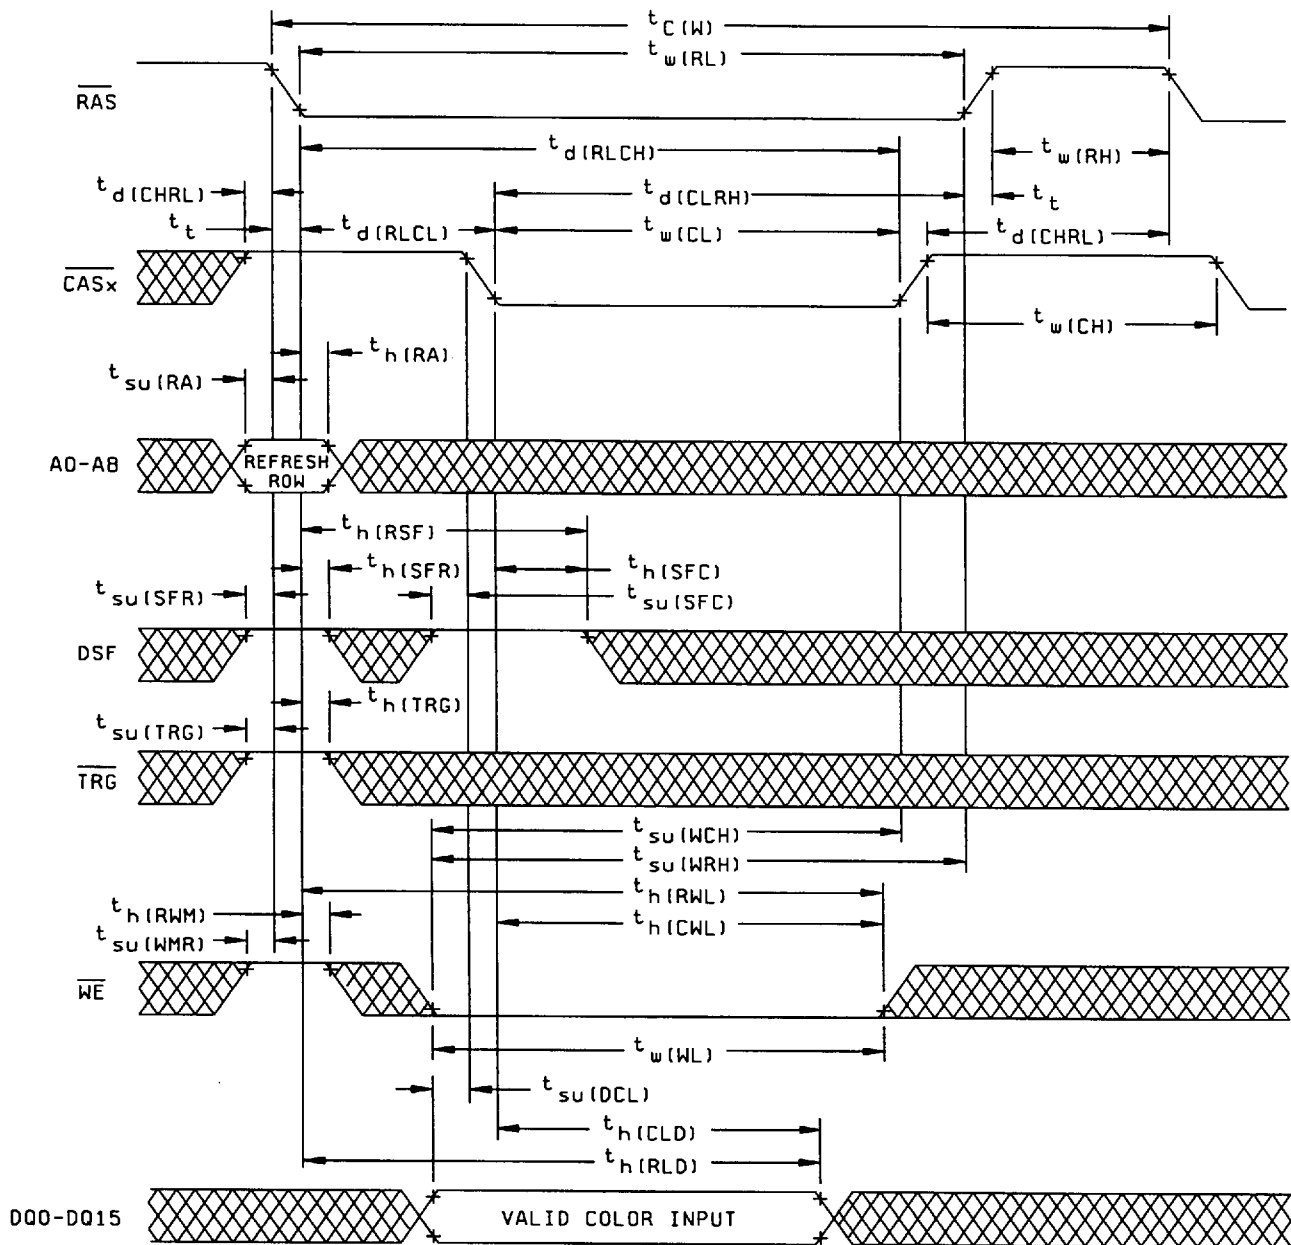 t C(W)
t w(RL)
RAS
t d(RLCH)
t w(RH)
t d(CHRL)
t d(CLRH)
t t
t t
t d(RLCL)
t w(CL)
t d(CHRL)
CASx
t w(CH)
t h(RA)
t su(RA)
A0-A8
REFRESH
ROW
t h(RSF)
t h(SFR)
t h(SFC)
t su(SFR)
t su(SFC)
DSF
t h(TRG)
t su(TRG)
TRG
t su(WCH)
t su(WRH)
t h(RWL)
t h(RWM)
t h(CWL)
t su(WMR)
WE
t w(WL)
t su(DCL)
t h(CLD)
t h(RLD)
DQ0-DQ15
VALID COLOR INPUT